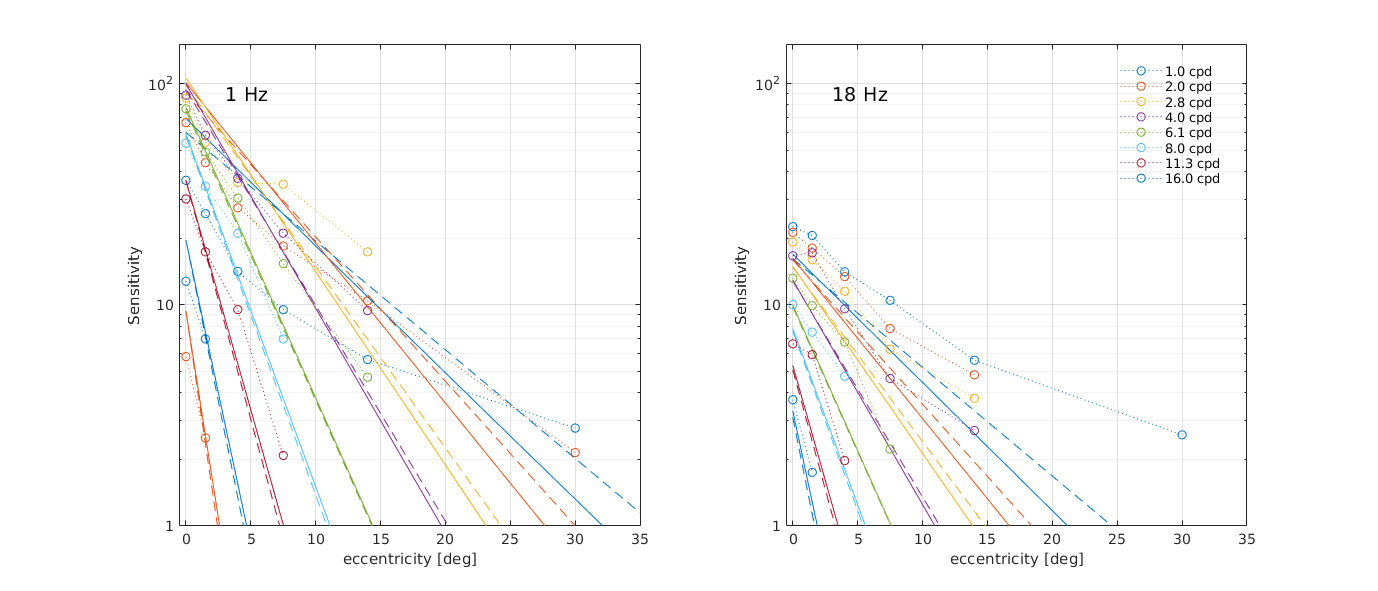 10²
10
1
Sensitivity
1 Hz
0
5
10
15
20
25
30
35
eccentricity [deg]
10²
10
1
Sensitivity
18 Hz
1.0 cpd
2.0 cpd
2.8 cpd
4.0 cpd
6.1 cpd
8.0 cpd
11.3 cpd
16.0 cpd
0
5
10
15
20
25
30
35
eccentricity [deg]